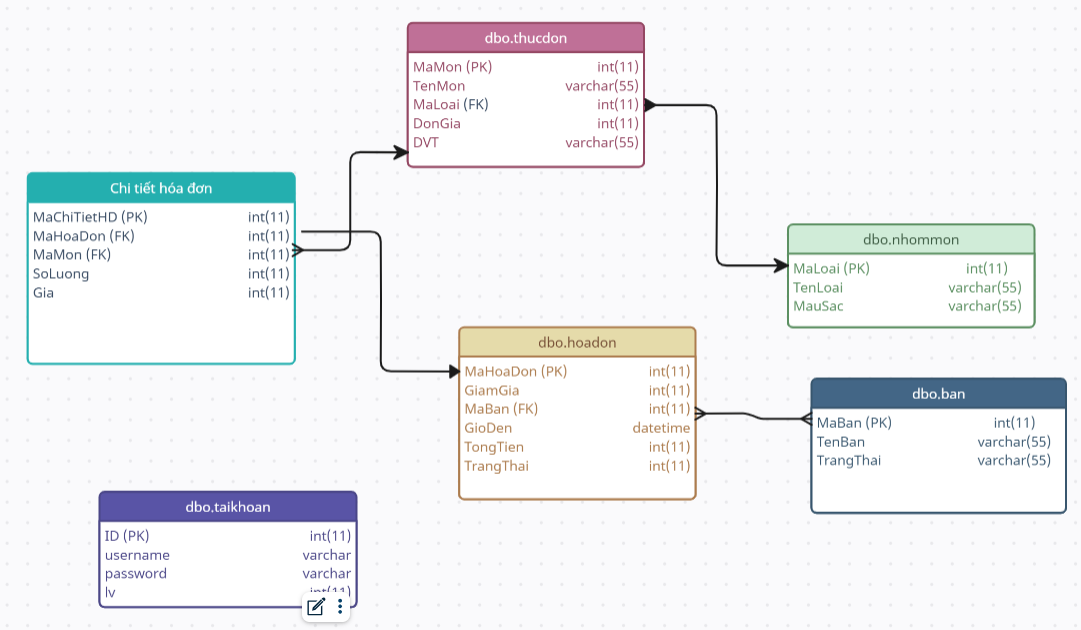 dbo.thucdon
MaMon (PK) int(11)
TenMon varchar(55)
MaLoai (FK) int(11)
DonGia int(11)
DVT varchar(55)
Chi tiết hóa đơn
MaChiTietHD (PK) int(11)
MaHoaDon (FK) int(11)
MaMon (FK) int(11)
SoLuong int(11)
Gia int(11)
dbo.nhommon
MaLoai (PK) int(11)
TenLoai varchar(55)
MauSac varchar(55)
dbo.hoadon
MaHoaDon (PK) int(11)
GiamGia int(11)
MaBan (FK) int(11)
GioDen datetime
TongTien int(11)
TrangThai int(11)
dbo.ban
MaBan (PK) int(11)
TenBan varchar(55)
TrangThai varchar(55)
dbo.taikhoan
ID (PK) int(11)
username varchar
password varchar
lv int(11)